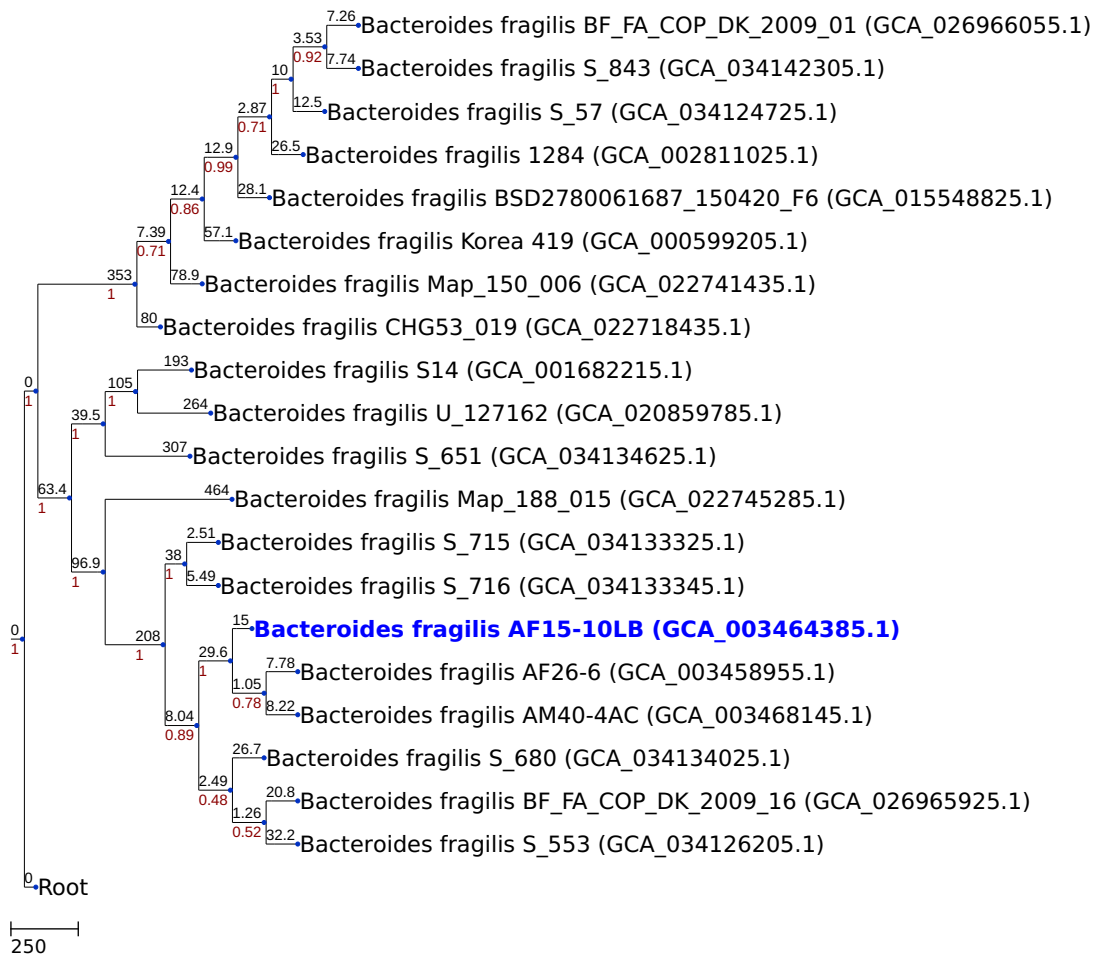 7.26
Bacteroides fragilis BF_FA_COP_DK_2009_01 (GCA_026966055.1)
3.53
0.92
7.74
Bacteroides fragilis S_843 (GCA_034142305.1)
10
1
12.5
Bacteroides fragilis S_57 (GCA_034124725.1)
2.87
0.71
26.5
Bacteroides fragilis 1284 (GCA_002811025.1)
12.9
0.99
28.1
Bacteroides fragilis BSD2780061687_150420_F6 (GCA_015548825.1)
12.4
0.86
57.1
Bacteroides fragilis Korea 419 (GCA_000599205.1)
7.39
0.71
78.9
Bacteroides fragilis Map_150_006 (GCA_022741435.1)
353
1
80
Bacteroides fragilis CHG53_019 (GCA_022718435.1)
193
Bacteroides fragilis S14 (GCA_001682215.1)
0
1
105
1
264
Bacteroides fragilis U_127162 (GCA_020859785.1)
39.5
1
307
Bacteroides fragilis S_651 (GCA_034134625.1)
63.4
1
464
Bacteroides fragilis Map_188_015 (GCA_022745285.1)
2.51
Bacteroides fragilis S_715 (GCA_034133325.1)
96.9
1
38
1
5.49
Bacteroides fragilis S_716 (GCA_034133345.1)
0
1
208
1
15
Bacteroides fragilis AF15-10LB (GCA_003464385.1)
29.6
1
7.78
Bacteroides fragilis AF26-6 (GCA_003458955.1)
1.05
0.78
8.22
Bacteroides fragilis AM40-4AC (GCA_003468145.1)
8.04
0.89
26.7
Bacteroides fragilis S_680 (GCA_034134025.1)
2.49
0.48
20.8
Bacteroides fragilis BF_FA_COP_DK_2009_16 (GCA_026965925.1)
1.26
0.52
32.2
Bacteroides fragilis S_553 (GCA_034126205.1)
0
Root
250